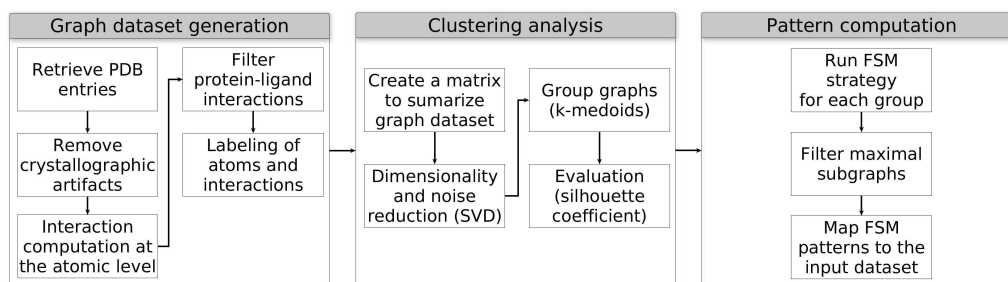 Graph dataset generation
Retrieve PDB
entries
Remove
crystallographic
artifacts
Interaction
computation at
the atomic level
Filter
protein-ligand
interactions
Labeling of
atoms and
interactions
Clustering analysis
Create a matrix
to sumarize
graph dataset
Dimensionality
and noise
reduction (SVD)
Group graphs
(k-medoids)
Evaluation
(silhouette
coefficient)
Pattern computation
Run FSM
strategy
for each group
Filter maximal
subgraphs
Map FSM
patterns to the
input dataset